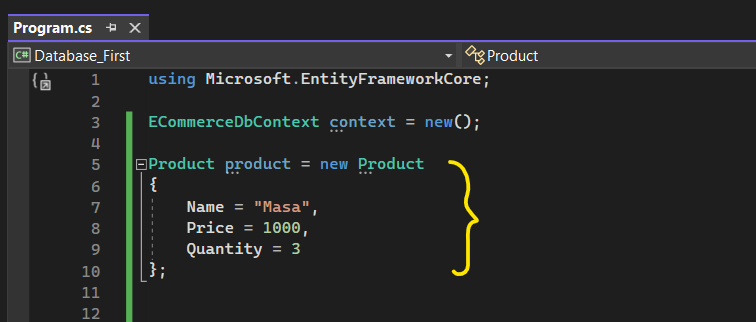 Program.cs
C# Database_First Product
1 using Microsoft.EntityFrameworkCore;
2
3 ECommerceDbContext context = new();
4
5 Product product = new Product
6 {
7 Name = "Masa",
8 Price = 1000,
9 Quantity = 3
10 };
11
12